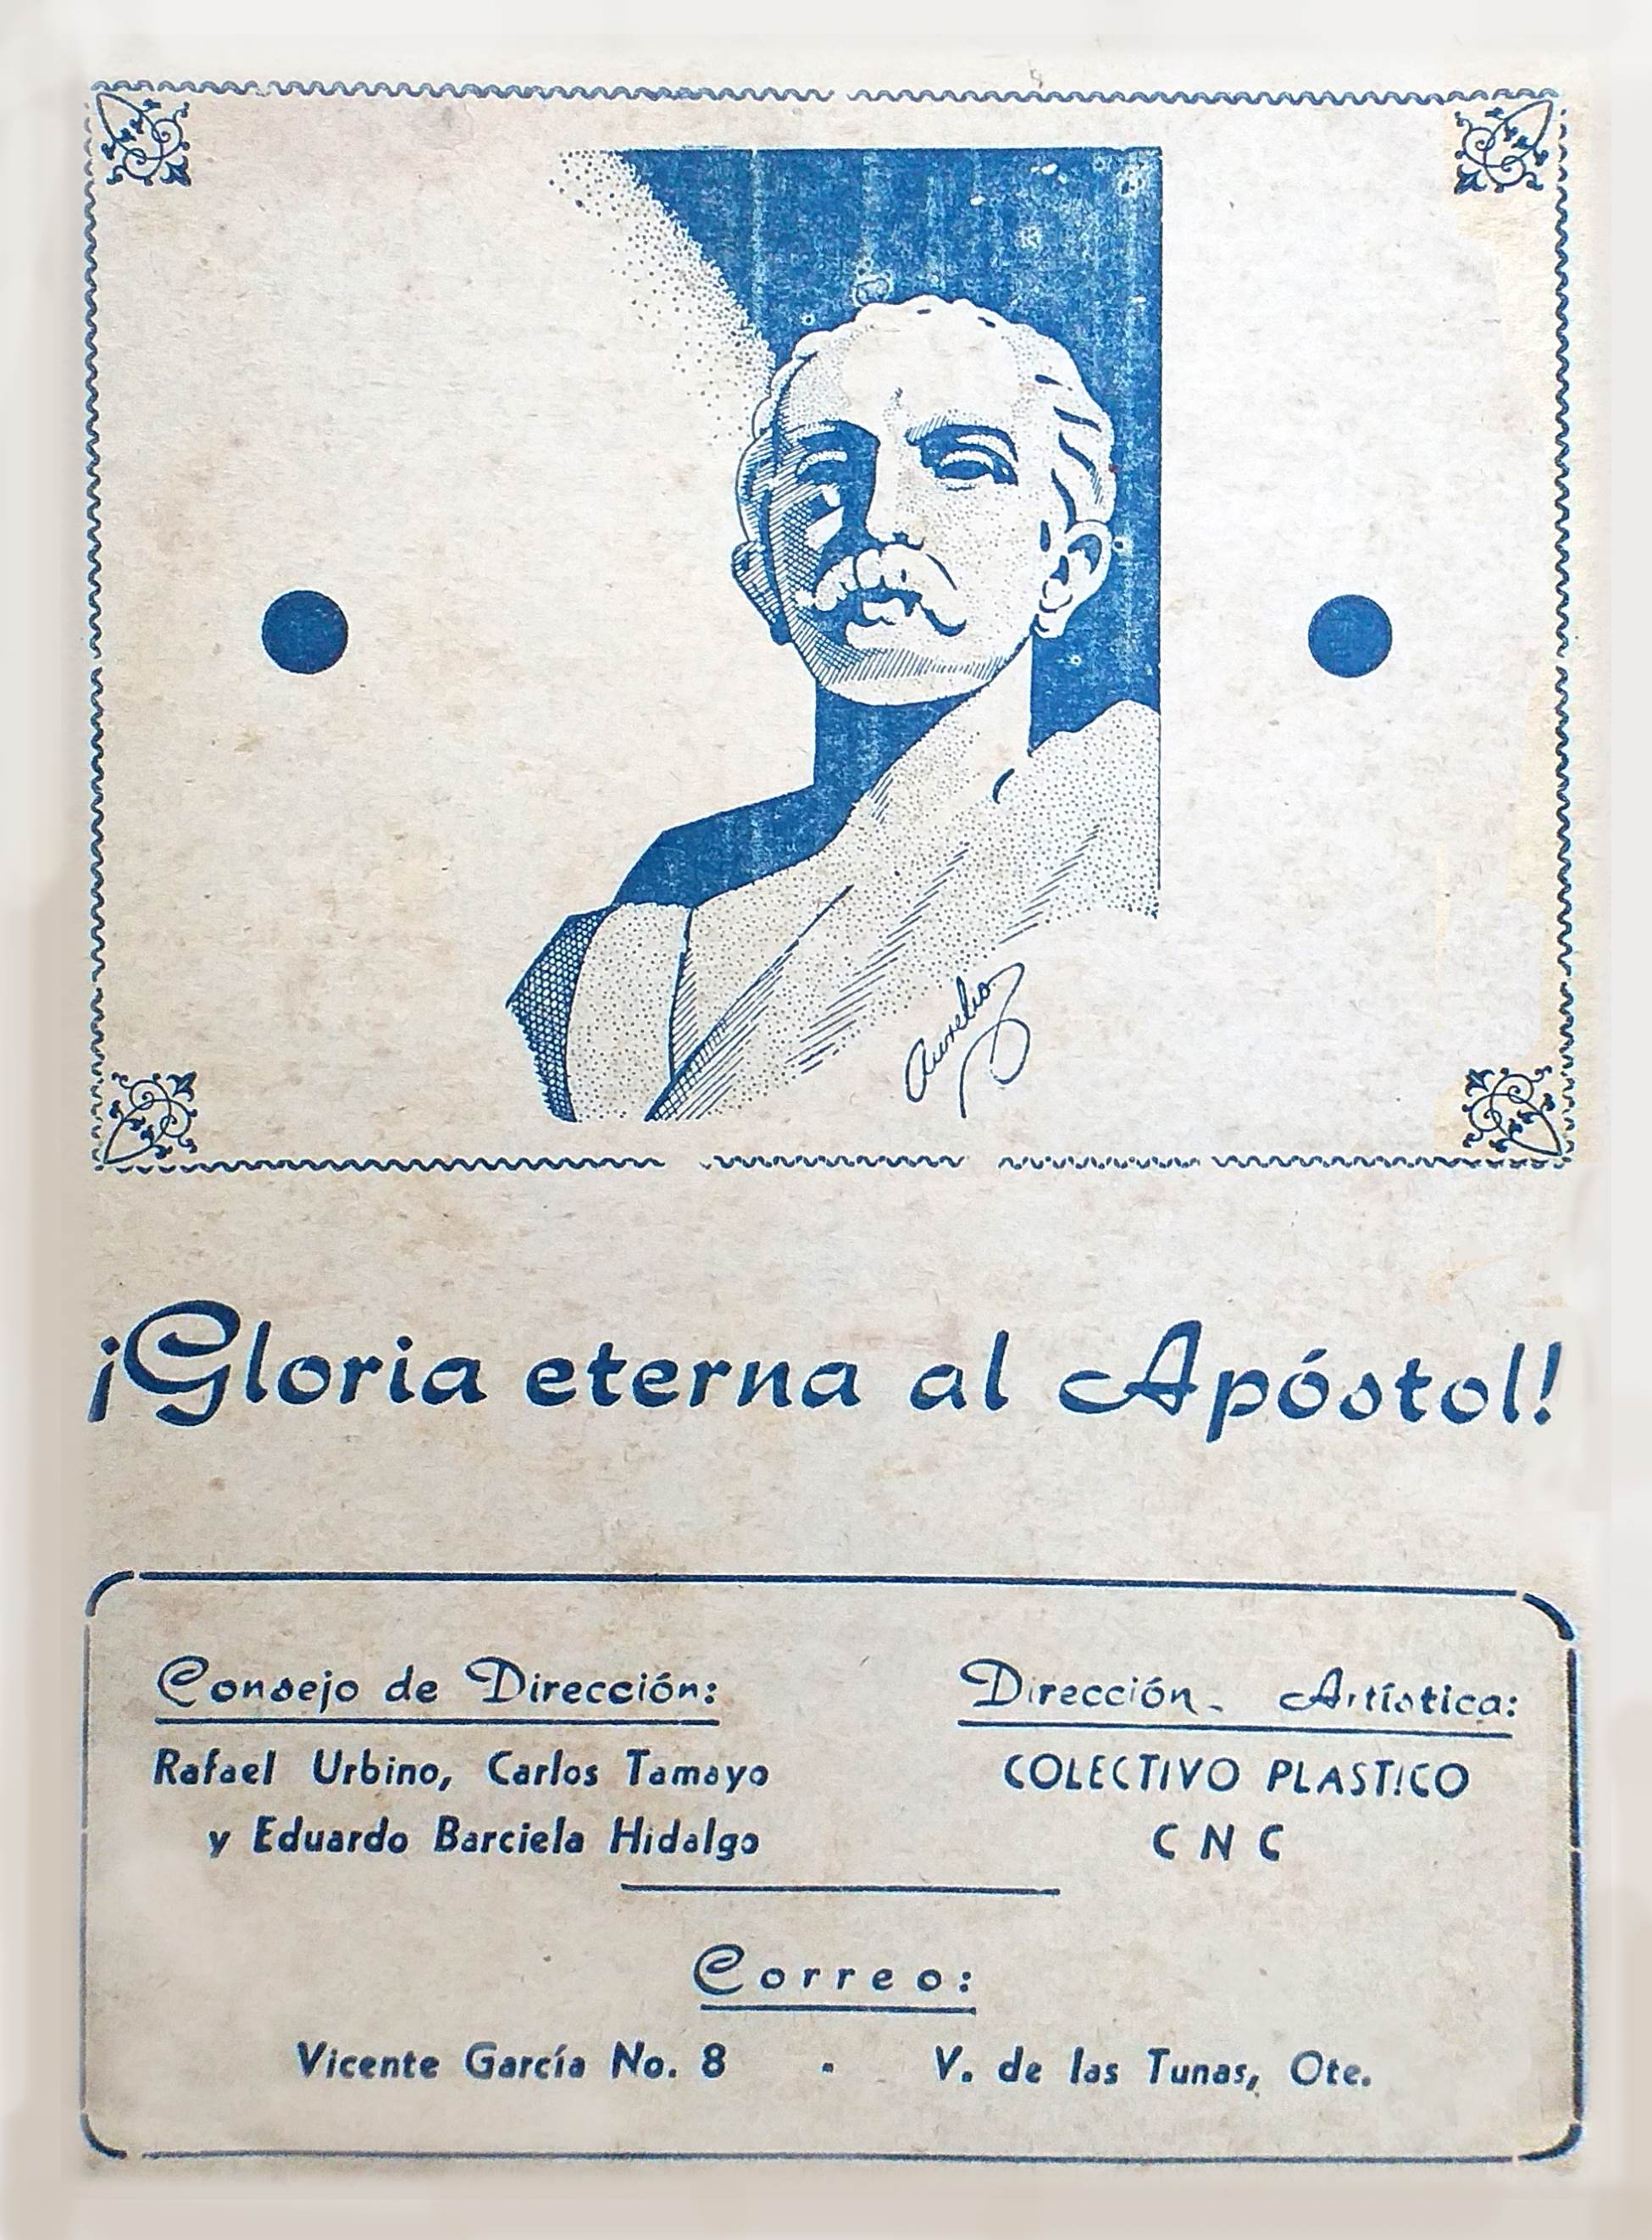 Aurelio
¡Gloria eterna al Apóstol!
Consejo de Dirección:
Rafael Urbino, Carlos Tamayo
y Eduardo Barciela Hidalgo
Dirección - Artística:
COLECTIVO PLASTICO
C N C
Correo:
Vicente García No. 8 - V. de las Tunas, Ote.